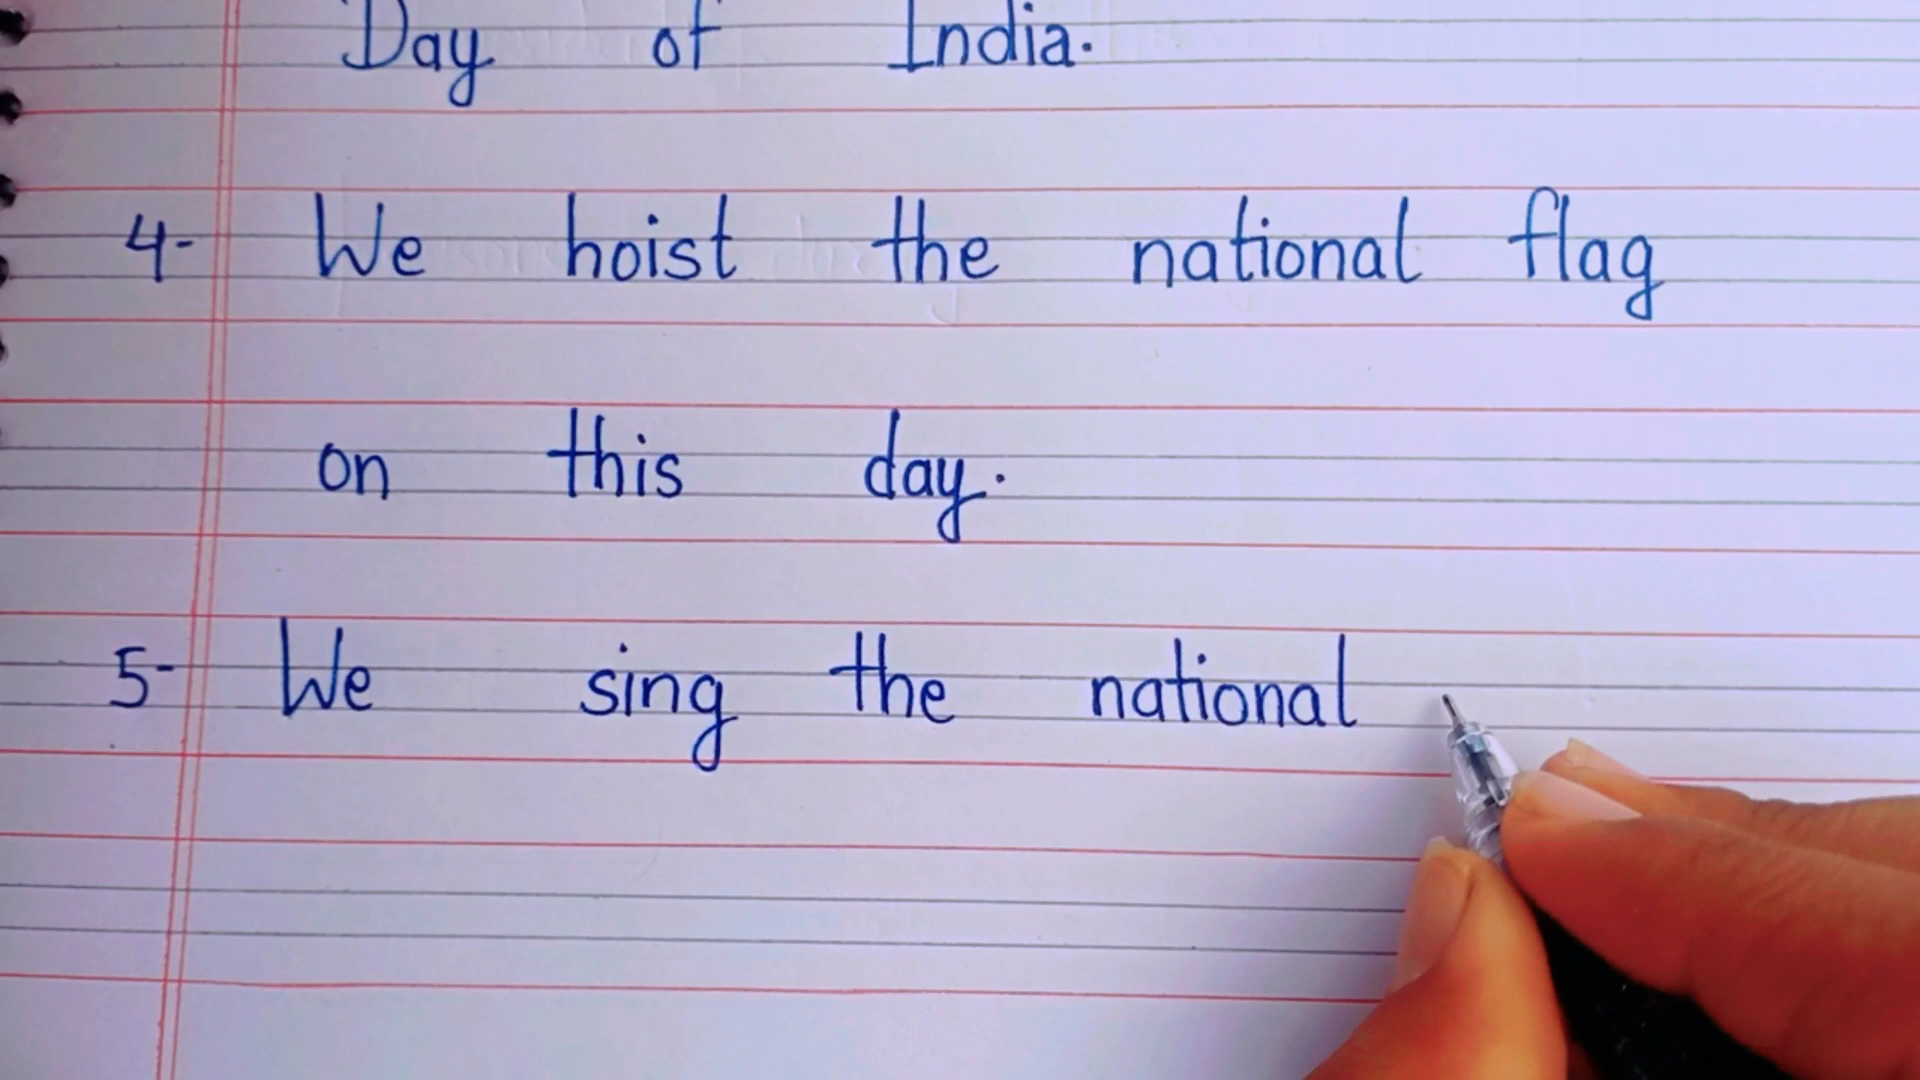 Day of India.
4- We hoist the national flag
on this day.
5- We sing the national